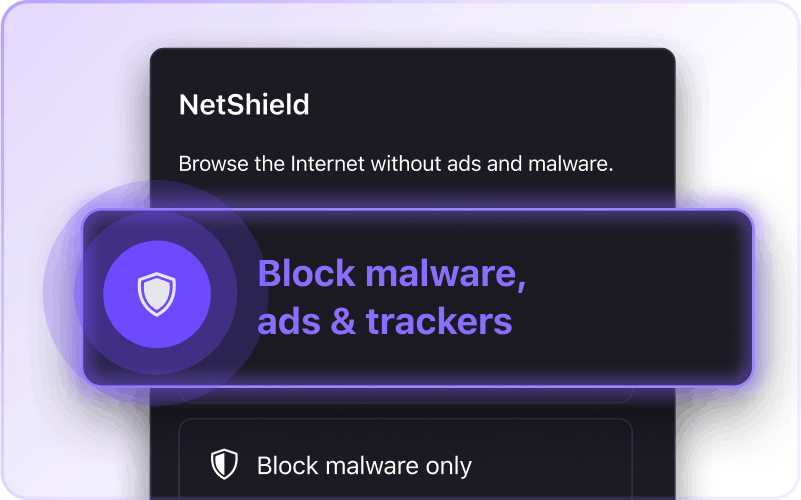 NetShield
Browse the Internet without ads and malware.
Block malware,
ads & trackers
Block malware only